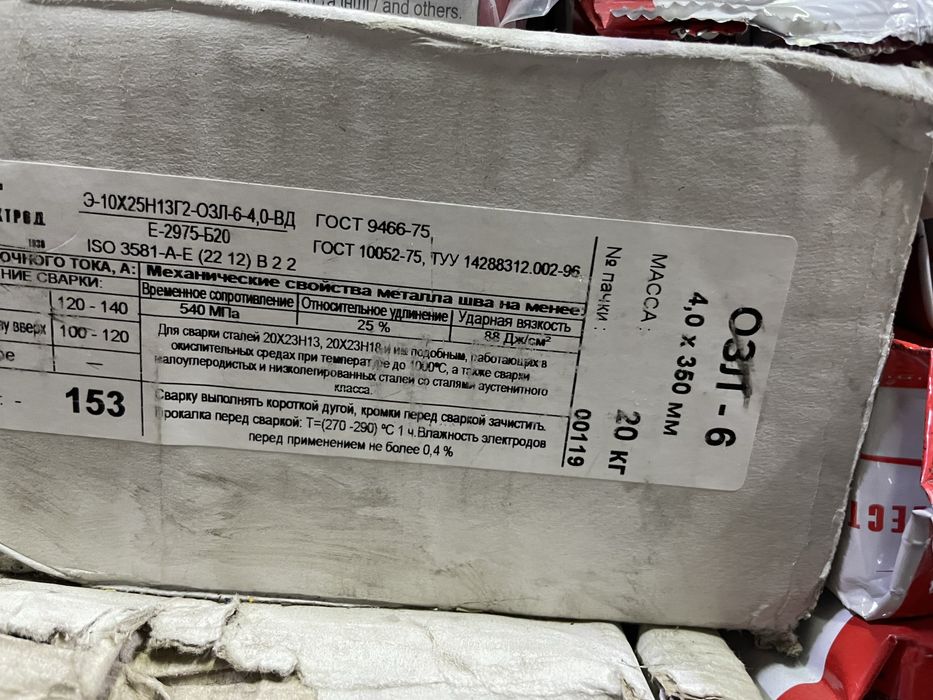 and others.
Э-10Х25Н13Г2-ОЗЛ-6-4,0-ВД
Е-2975-Б20
ГОСТ 9466-75,
ISO 3581-A-E (22 12) B 2 2
ГОСТ 10052-75, ТУУ 14288312.002-96
ОЧНОГО ТОКА, А:
НИЕ СВАРКИ:
120 - 140
100 - 120
вверх
153
Механические свойства металла шва на менее:
Временное сопротивление
540 МПа
Относительное удлинение
25 %
Ударная вязкость
88 Дж/см²
Для сварки сталей 20Х23Н13, 20Х23Н18 и им подобным, работающих в
окислительных средах при температуре до 1000°С, а также сварки
малоуглеродистых и низколегированных сталей со сталями аустенитного
класса.
Сварку выполнять короткой дугой, кромки перед сваркой зачистить.
Прокалка перед сваркой: Т=(270 -290) °С 1 ч.Влажность электродов
перед применением не более 0,4 %
№ пачки:
00119
МАССА:
20 КГ
4,0 х 350 ММ
ОЗЛ - 6